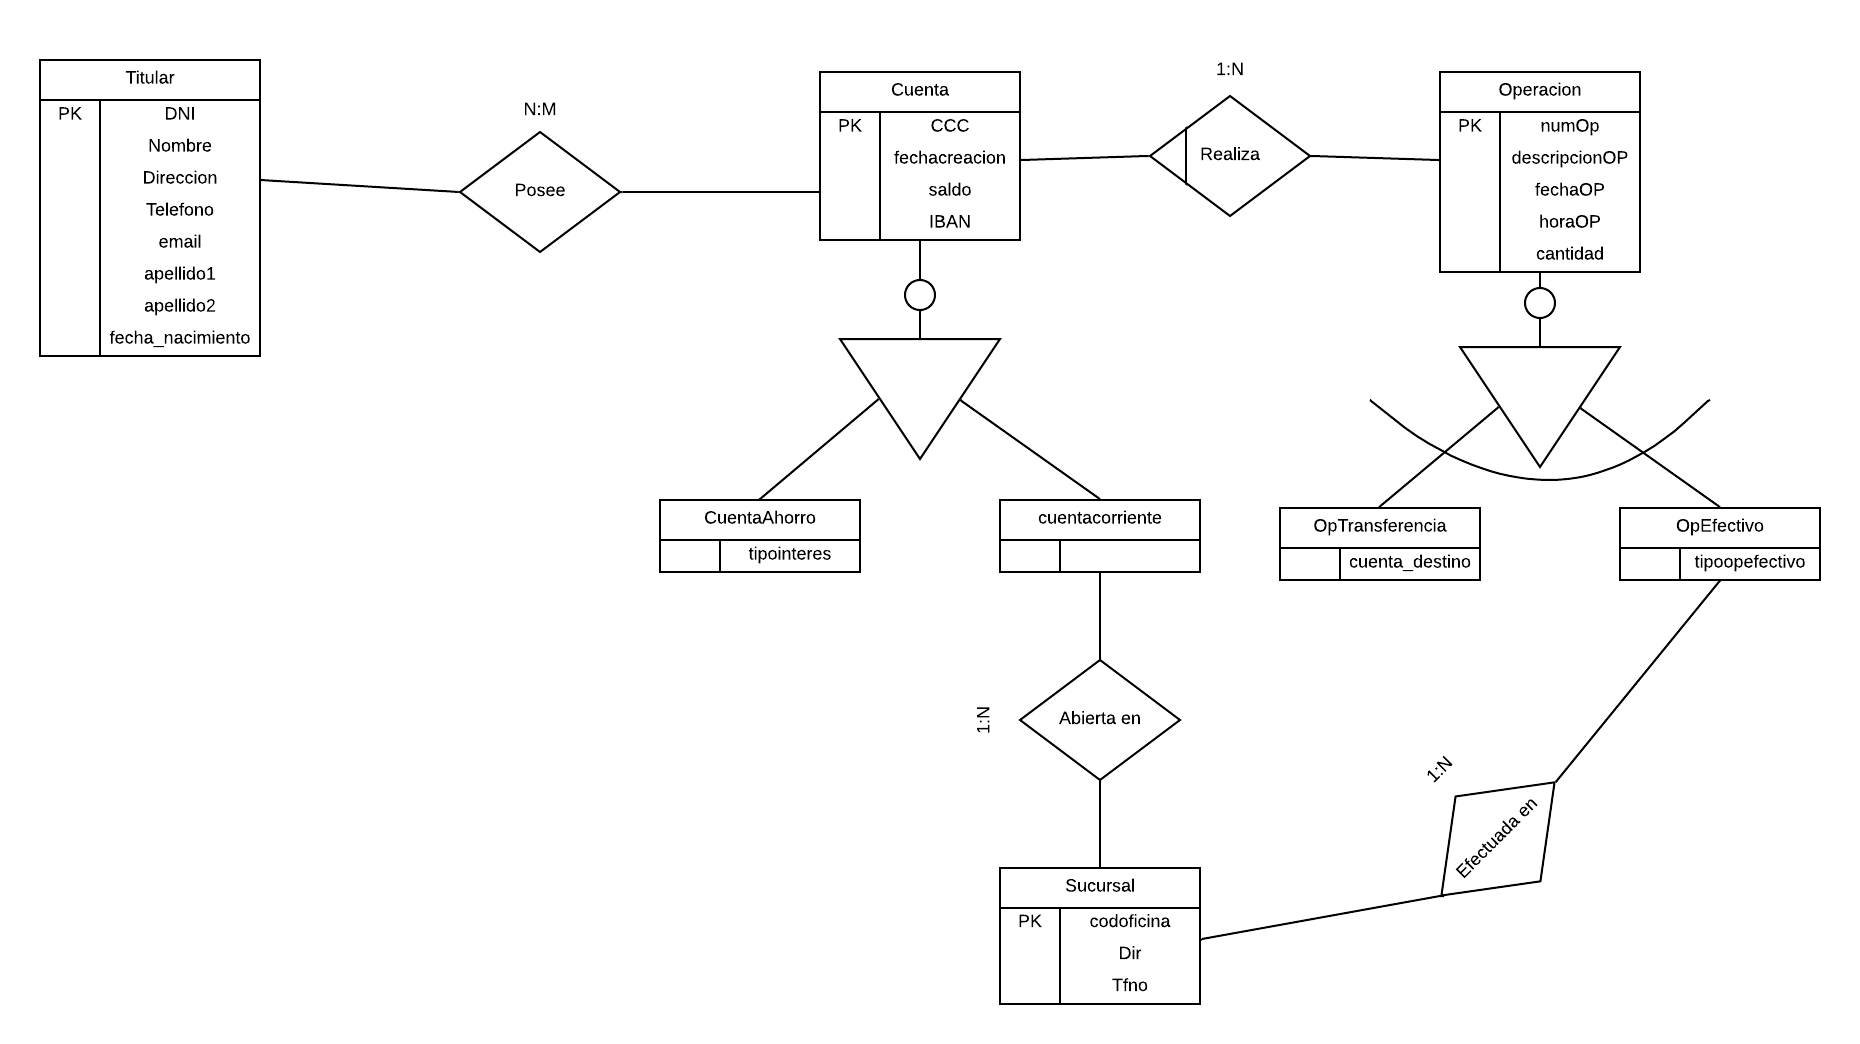 Titular
PK DNI
Nombre
Direccion
Telefono
email
apellido1
apellido2
fecha_nacimiento
N:M
Posee
Cuenta
PK CCC
fechacreacion
saldo
IBAN
1:N
Realiza
Operacion
PK numOp
descripcionOP
fechaOP
horaOP
cantidad
CuentaAhorro
tipointeres
cuentacorriente
OpTransferencia
cuenta_destino
OpEfectivo
tipoopefectivo
1:N
Abierta en
1:N
Efectuada en
Sucursal
PK codoficina
Dir
Tfno